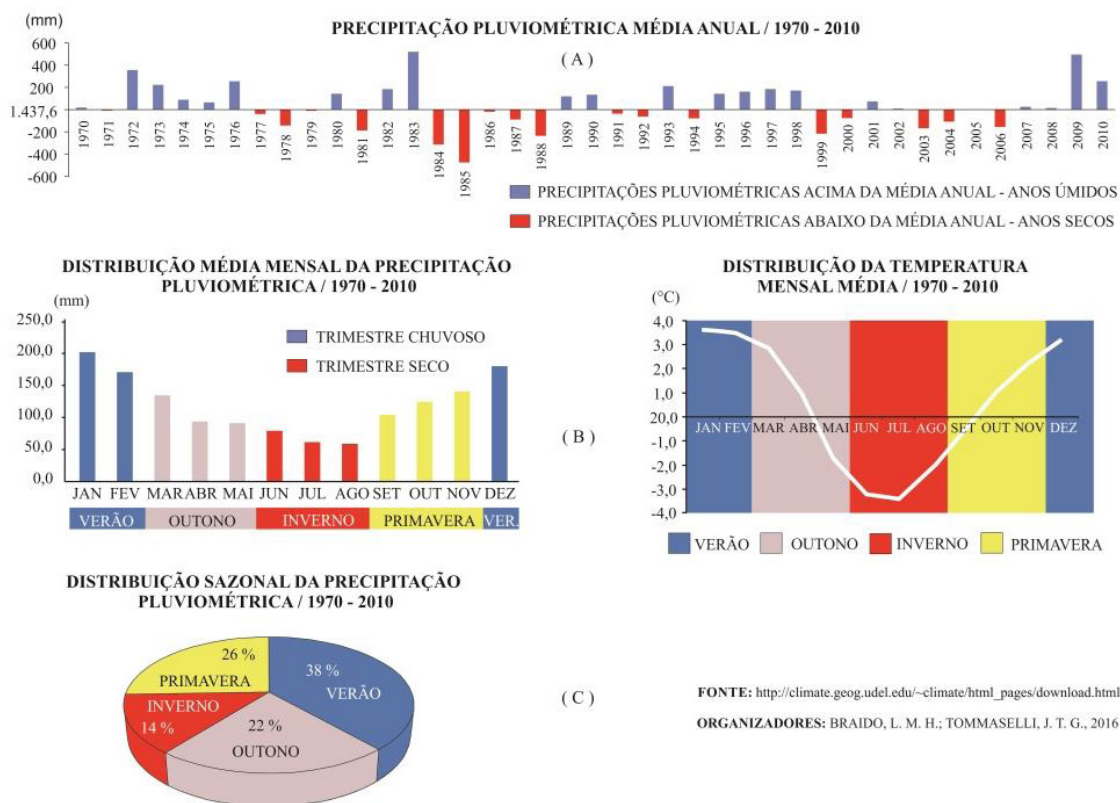 PRECIPITAÇÃO PLUVIOMÉTRICA MÉDIA ANUAL / 1970 - 2010
(mm)
( A )
600
400
200
1.437,6
-200
-400
-600
1970 1971 1972 1973 1974 1975 1976 1977 1978 1979 1980 1981 1982 1983 1984 1985 1986 1987 1988 1989 1990 1991 1992 1993 1994 1995 1996 1997 1998 1999 2000 2001 2002 2003 2004 2005 2006 2007 2008 2009 2010
PRECIPITAÇÕES PLUVIOMÉTRICAS ACIMA DA MÉDIA ANUAL - ANOS ÚMIDOS
PRECIPITAÇÕES PLUVIOMÉTRICAS ABAIXO DA MÉDIA ANUAL - ANOS SECOS
DISTRIBUIÇÃO MÉDIA MENSAL DA PRECIPITAÇÃO
PLUVIOMÉTRICA / 1970 - 2010
(mm)
250,0
200,0
150,0
100,0
50,0
0,0
TRIMESTRE CHUVOSO
TRIMESTRE SECO
JAN FEV MAR ABR MAI JUN JUL AGO SET OUT NOV DEZ
VERÃO OUTONO INVERNO PRIMAVERA VER.
( B )
DISTRIBUIÇÃO DA TEMPERATURA
MENSAL MÉDIA / 1970 - 2010
(°C)
4,0
3,0
1,0
20,0
-1,0
-2,0
-3,0
-4,0
JAN FEV MAR ABR MAI JUN JUL AGO SET OUT NOV DEZ
VERÃO OUTONO INVERNO PRIMAVERA
DISTRIBUIÇÃO SAZONAL DA PRECIPITAÇÃO
PLUVIOMÉTRICA / 1970 - 2010
26 %
PRIMAVERA
38 %
VERÃO
INVERNO
14 %
22 %
OUTONO
( C )
FONTE: http://climate.geog.udel.edu/~climate/html_pages/download.html
ORGANIZADORES: BRAIDO, L. M. H.; TOMMASELLI, J. T. G., 2016